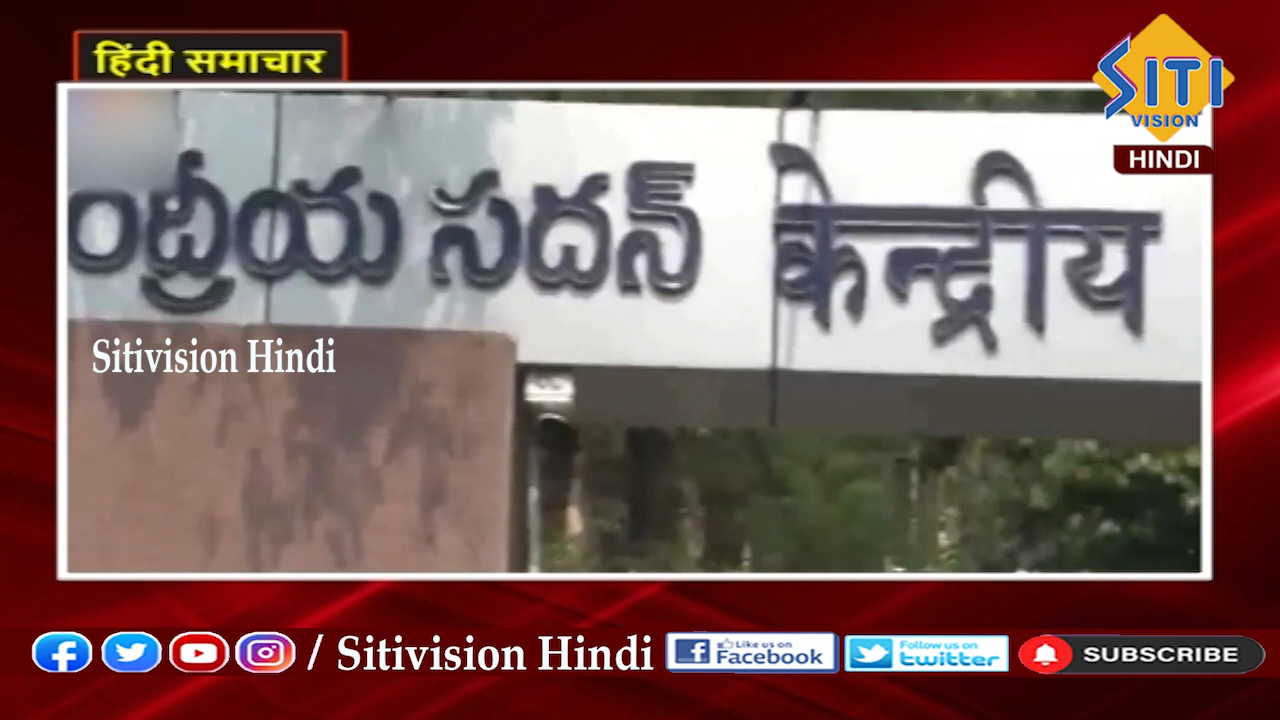 हिंदी समाचार
SITI
VISION
HINDI
ంద్రీయ సదన్ केन्द्रीय
Sitivision Hindi
/ Sitivision Hindi
Like us on
Facebook
Follow us on
twitter
SUBSCRIBE